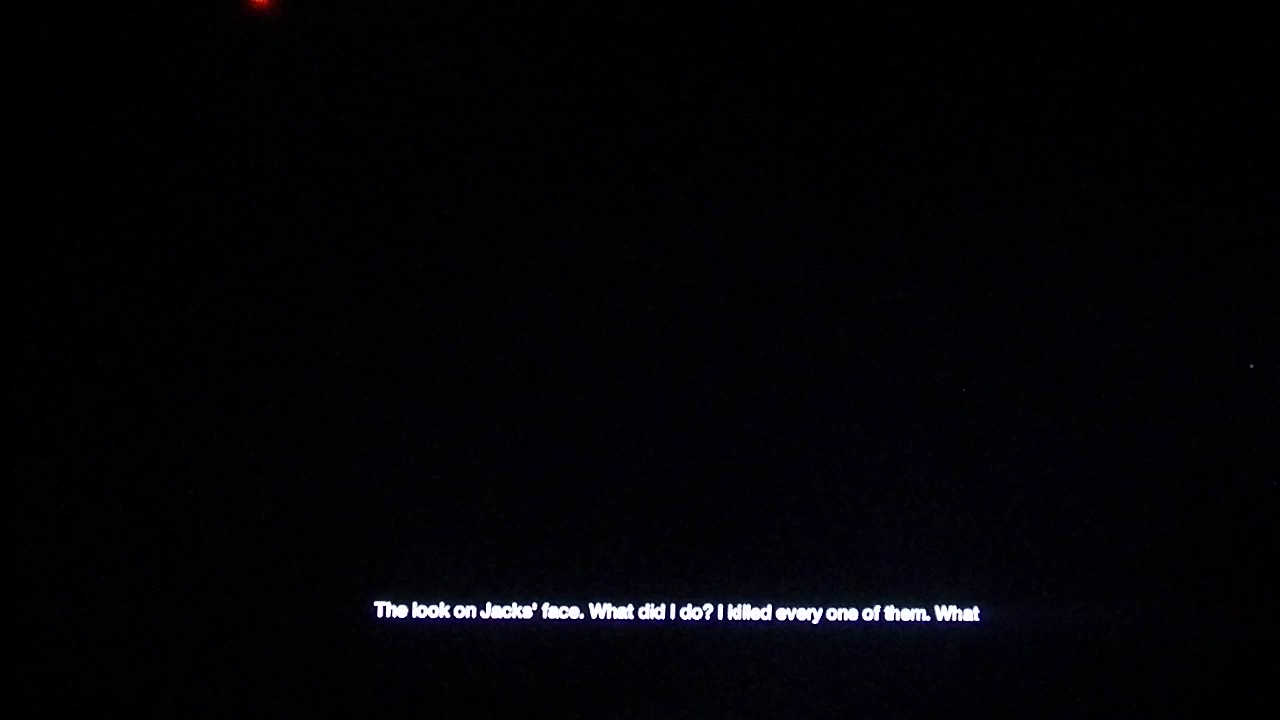 The look on Jacks' face. What did I do? I killed every one of them. What